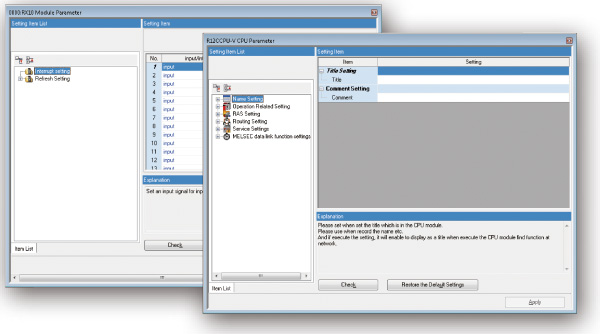 0000:RX10 Module Parameter
Setting Item List
Setting Item
Interrupt setting
Refresh Setting
No.
1 input
2 input
3 input
4 input
5 input
6 input
7 input
8 input
9 input
10 input
11 input
12 input
13 input
Explanation
Set an input signal for inp
Item List
Check
R12CCPU-V CPU Parameter
Setting Item List
Setting Item
Item Setting
Title Setting
Title
Comment Setting
Comment
Name Setting
Operation Related Setting
RAS Setting
Routing Setting
Service Settings
MELSEC data link function settings
Explanation
Please set when set the title which is in the CPU module.
Please use when record the name etc.
And if execute the setting, it will enable to display as a title when execute the CPU module find function at
network.
Item List
Check
Restore the Default Settings
Apply